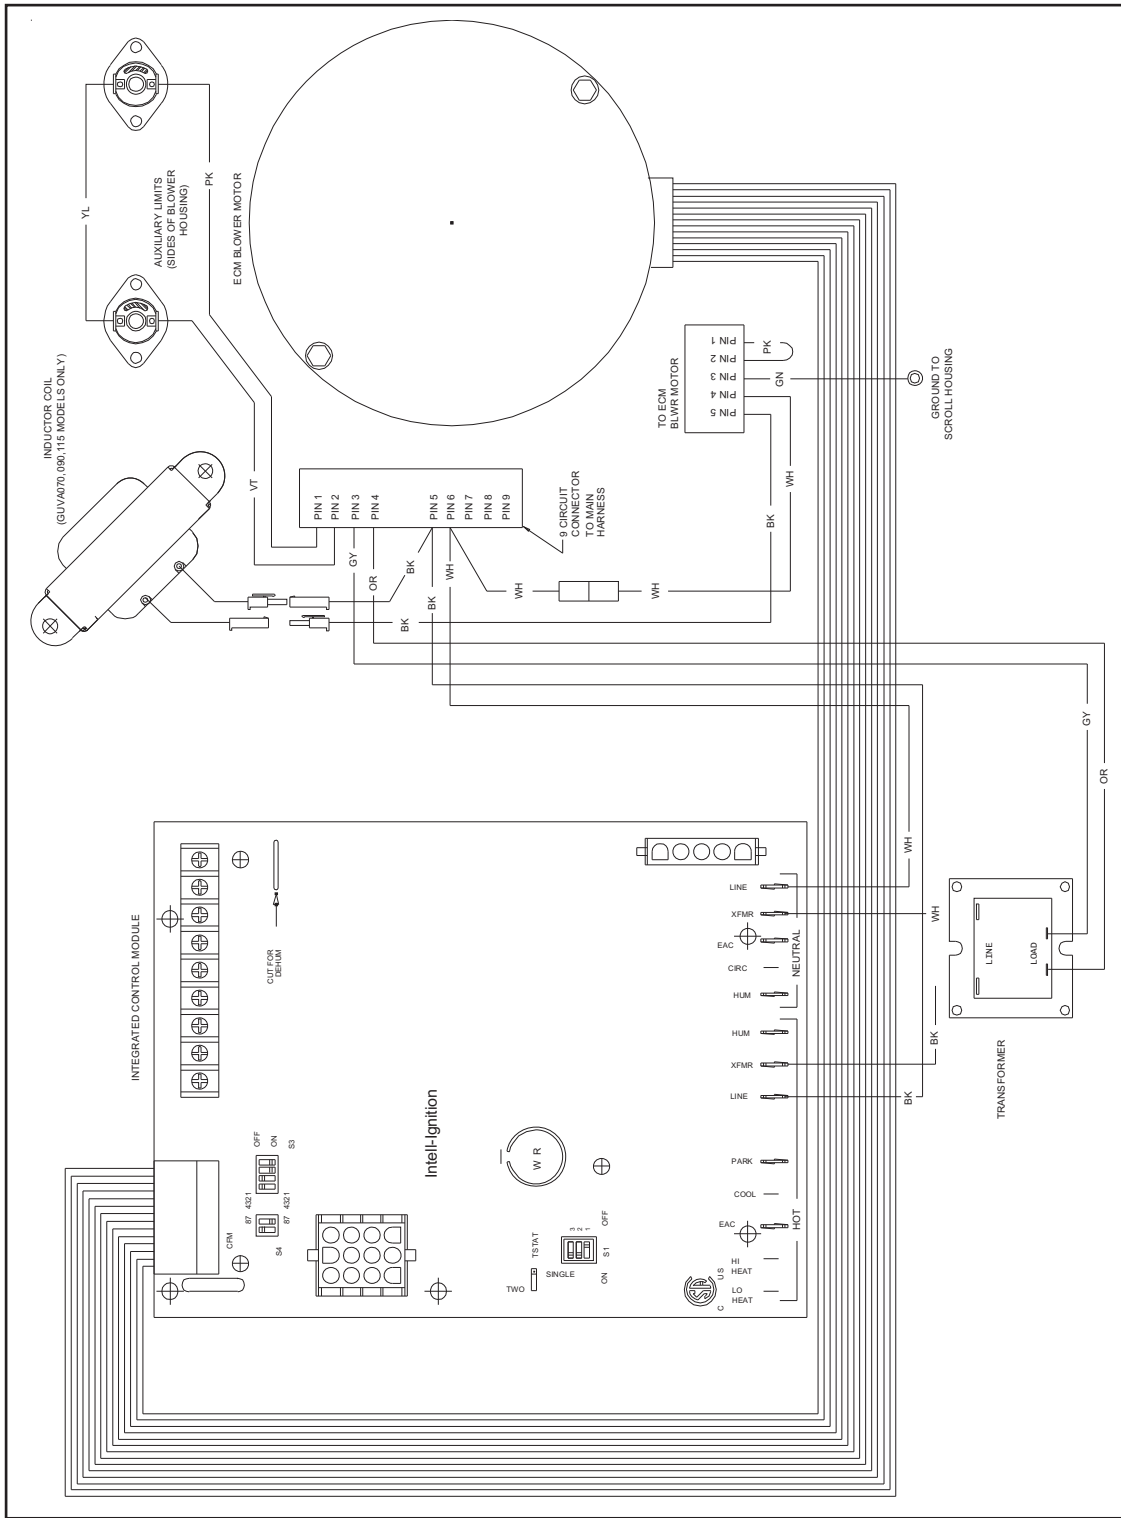 INDUCTOR COIL
(GUVA070,090,115 MODELS ONLY)
YL
AUXILIARY LIMITS
(SIDES OF BLOWER
HOUSING)
PK
ECM BLOWER MOTOR
VT
PIN 1
PIN 2
PIN 3
PIN 4
PIN 5
PIN 6
PIN 7
PIN 8
PIN 9
9 CIRCUIT
CONNECTOR
TO MAIN
HARNESS
GY
OR
BK
BK
WH
BK
WH
WH
BK
WH
TO ECM
BLWR MOTOR
PIN 5
PIN 4
PIN 3
PIN 2
PIN 1
PK
GN
GROUND TO
SCROLL HOUSING
GY
OR
WH
WH
BK
BK
INTEGRATED CONTROL MODULE
CUT FOR
DEHUM
Intell-Ignition
W R
OFF
ON
S3
4321
4321
87
87
S4
CFM
TWO
SINGLE
TSTAT
3
2
1
OFF
ON
S1
C
US
LINE
XFMR
EAC
CIRC
HUM
NEUTRAL
HUM
XFMR
LINE
PARK
COOL
EAC
HI
HEAT
LO
HEAT
HOT
LINE
LOAD
TRANSFORMER